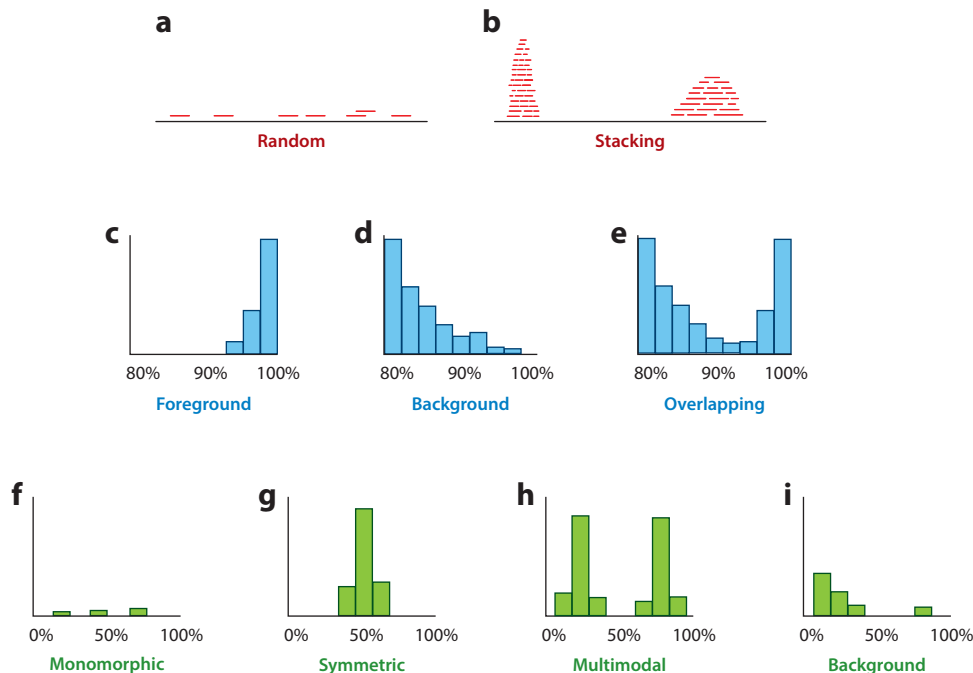 a
b
Random
Stacking
c
d
e
80%
90%
100%
80%
90%
100%
80%
90%
100%
Foreground
Background
Overlapping
f
g
h
i
0%
50%
100%
0%
50%
100%
0%
50%
100%
0%
50%
100%
Monomorphic
Symmetric
Multimodal
Background